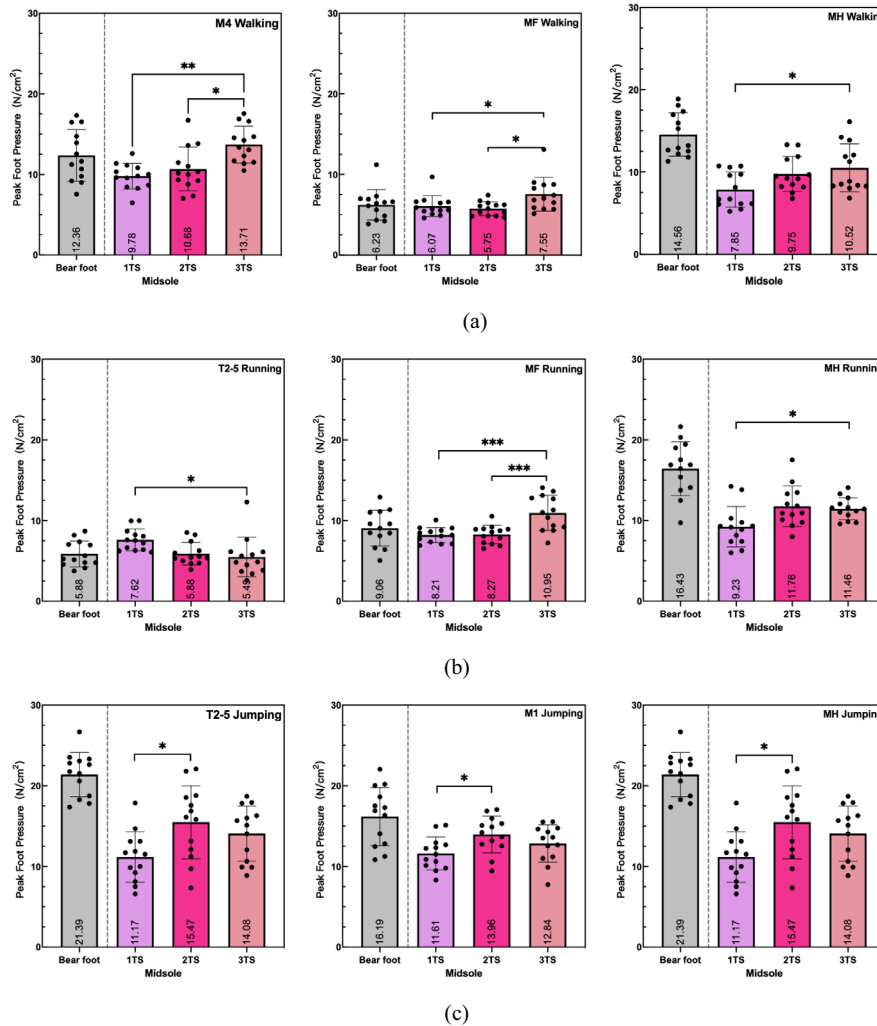 M4 Walking
Peak Foot Pressure (N/cm²)
30
20
10
0
**
*
12.36
9.78
10.68
13.71
Bear foot 1TS 2TS 3TS
Midsole
MF Walking
Peak Foot Pressure (N/cm²)
30
20
10
0
*
*
6.23
6.07
5.75
7.55
Bear foot 1TS 2TS 3TS
Midsole
MH Walking
Peak Foot Pressure (N/cm²)
30
20
10
0
*
14.56
7.85
9.75
10.52
Bear foot 1TS 2TS 3TS
Midsole
(a)
T2-5 Running
Peak Foot Pressure (N/cm²)
30
20
10
0
*
5.88
7.62
5.88
5.49
Bear foot 1TS 2TS 3TS
Midsole
MF Running
Peak Foot Pressure (N/cm²)
30
20
10
0
***
***
9.06
8.21
8.27
10.95
Bear foot 1TS 2TS 3TS
Midsole
MH Running
Peak Foot Pressure (N/cm²)
30
20
10
0
*
16.43
9.23
11.76
11.46
Bear foot 1TS 2TS 3TS
Midsole
(b)
T2-5 Jumping
Peak Foot Pressure (N/cm²)
30
20
10
0
*
21.39
11.17
15.47
14.08
Bear foot 1TS 2TS 3TS
Midsole
M1 Jumping
Peak Foot Pressure (N/cm²)
30
20
10
0
*
16.19
11.61
13.96
12.84
Bear foot 1TS 2TS 3TS
Midsole
MH Jumping
Peak Foot Pressure (N/cm²)
30
20
10
0
*
21.39
11.17
15.47
14.08
Bear foot 1TS 2TS 3TS
Midsole
(c)